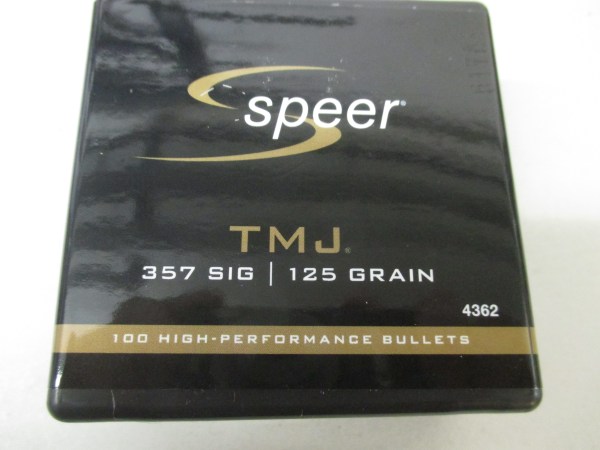 speer®
TMJ®
357 SIG | 125 GRAIN
4362
100 HIGH-PERFORMANCE BULLETS